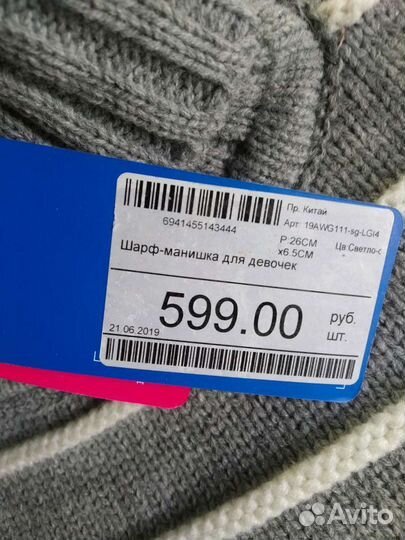 Пр. Китай
6941455143444
Арт. 19AWG111-sg-LGI4
Р:26СМ
х6.5СМ
Цв.Светло-с
Шарф-манишка для девочек
599.00
руб.
шт.
21.06.2019
Avito